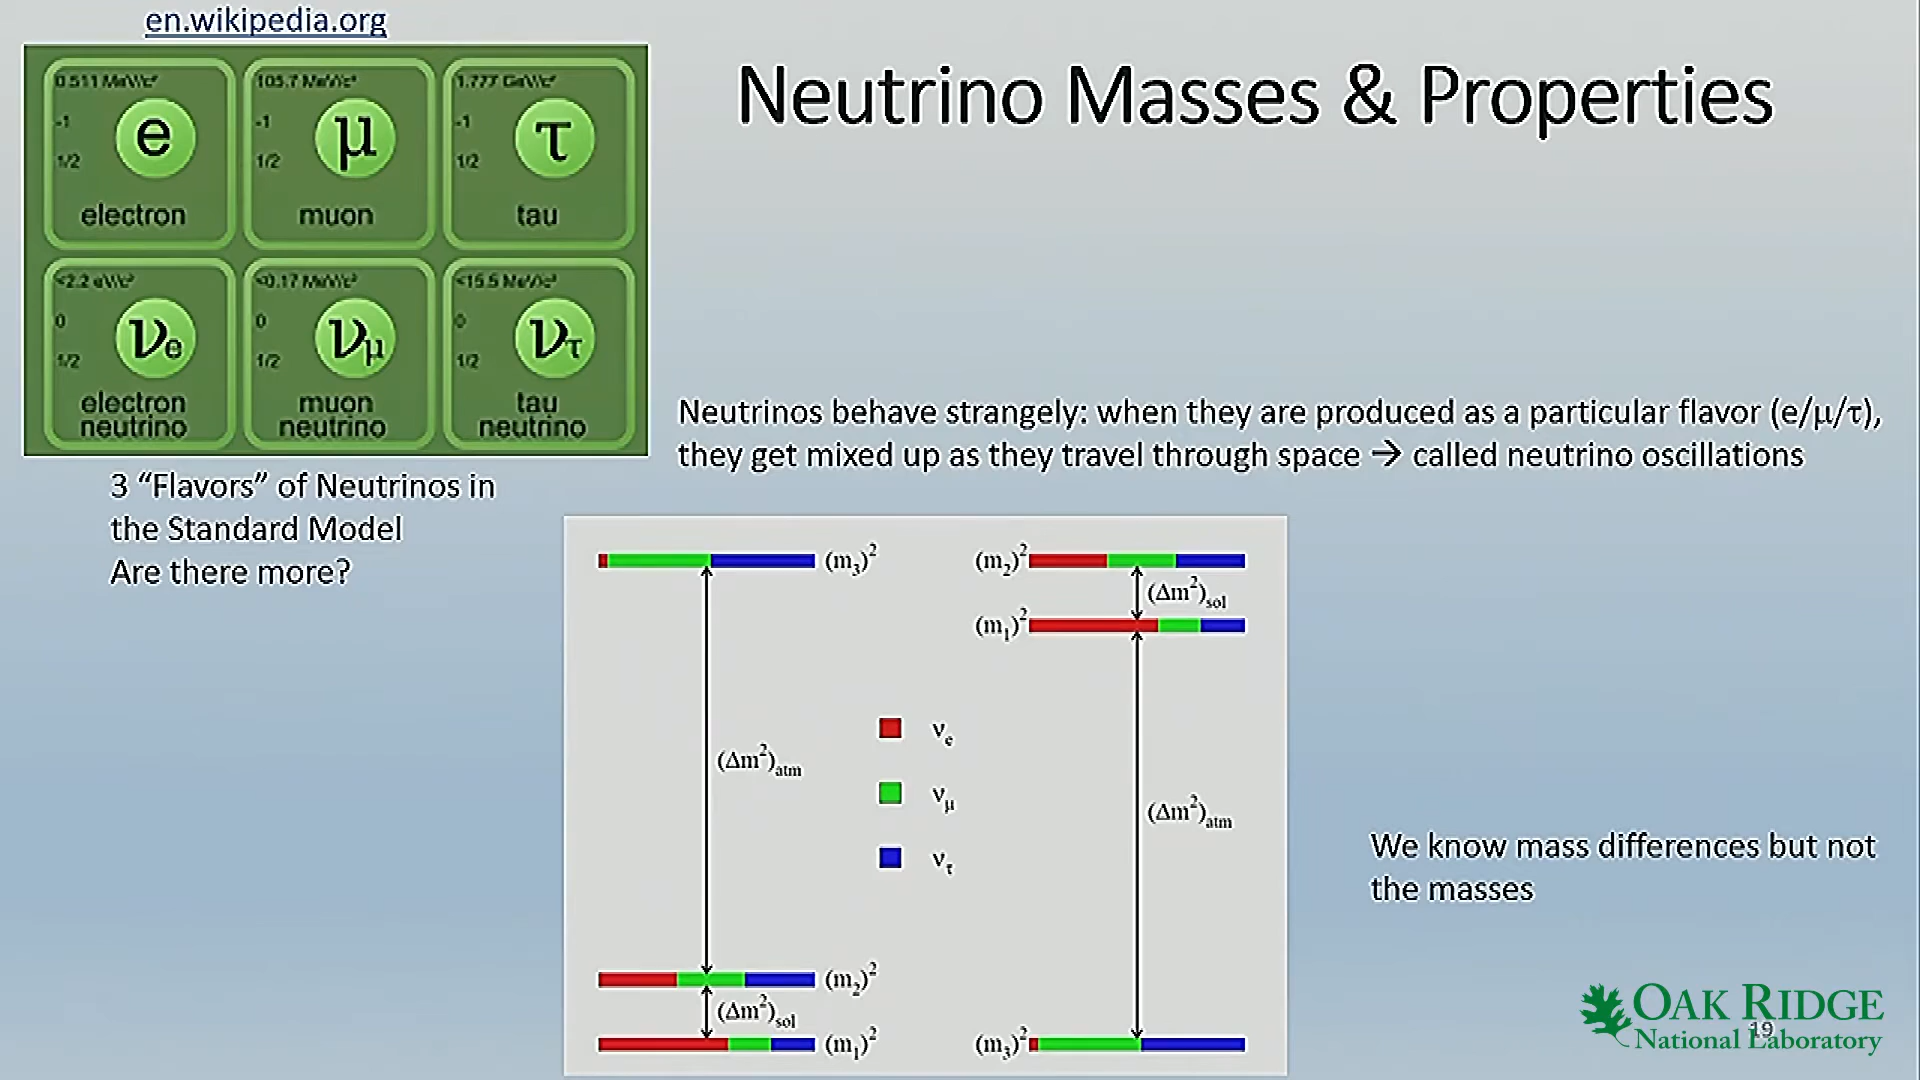 en.wikipedia.org
Neutrino Masses & Properties
0.511 MeV/c²
-1
1/2
e
electron
105.7 MeV/c²
-1
1/2
μ
muon
1.777 GeV/c²
-1
1/2
τ
tau
<2.2 eV/c²
0
1/2
νe
electron
neutrino
<0.17 MeV/c²
0
1/2
νμ
muon
neutrino
<15.5 MeV/c²
0
1/2
ντ
tau
neutrino
Neutrinos behave strangely: when they are produced as a particular flavor (e/μ/τ),
they get mixed up as they travel through space → called neutrino oscillations
3 “Flavors” of Neutrinos in
the Standard Model
Are there more?
(m₃)²
(Δm²)atm
(m₂)²
(Δm²)sol
(m₁)²
νe
νμ
ντ
(m₂)²
(Δm²)sol
(m₁)²
(Δm²)atm
(m₃)²
We know mass differences but not
the masses
OAK RIDGE
National Laboratory
19